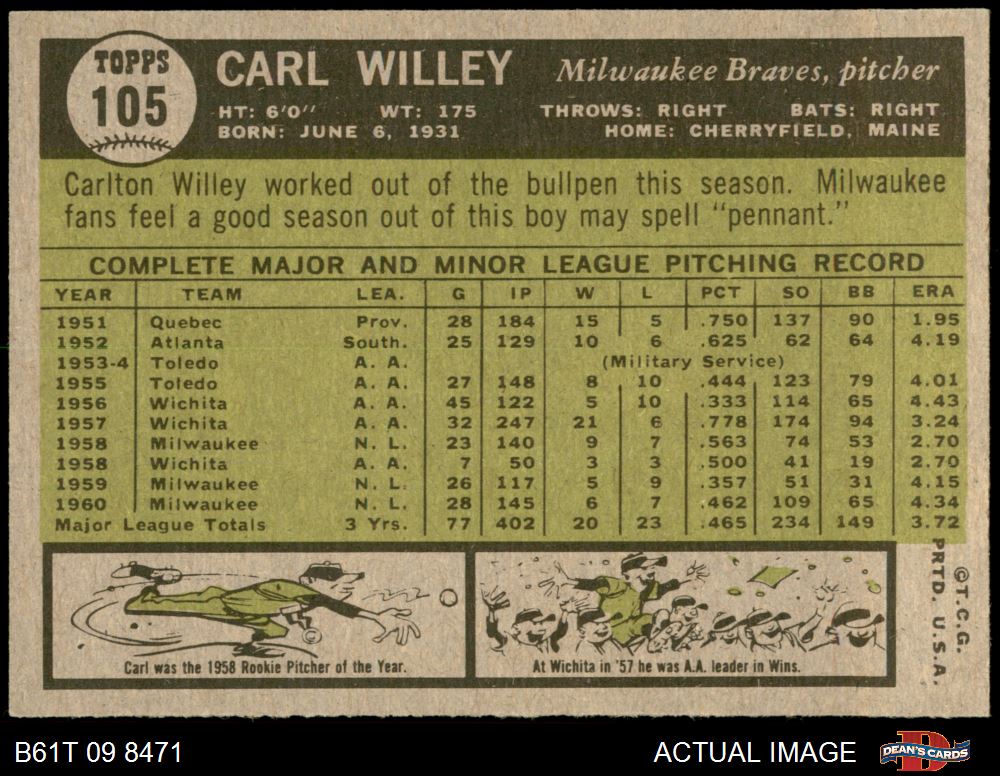 TOPPS
105
CARL WILLEY
Milwaukee Braves, pitcher
HT: 6'0" WT: 175 THROWS: RIGHT BATS: RIGHT
BORN: JUNE 6, 1931 HOME: CHERRYFIELD, MAINE
Carlton Willey worked out of the bullpen this season. Milwaukee
fans feel a good season out of this boy may spell "pennant."
COMPLETE MAJOR AND MINOR LEAGUE PITCHING RECORD
YEAR TEAM LEA. G IP W L PCT SO BB ERA
1951 Quebec Prov. 28 184 15 5 .750 137 90 1.95
1952 Atlanta South. 25 129 10 6 .625 62 64 4.19
1953-4 Toledo A. A. (Military Service)
1955 Toledo A. A. 27 148 8 10 .444 123 79 4.01
1956 Wichita A. A. 45 122 5 10 .333 114 65 4.43
1957 Wichita A. A. 32 247 21 6 .778 174 94 3.24
1958 Milwaukee N. L. 23 140 9 7 .563 74 53 2.70
1958 Wichita A. A. 7 50 3 3 .500 41 19 2.70
1959 Milwaukee N. L. 26 117 5 9 .357 51 31 4.15
1960 Milwaukee N. L. 28 145 6 7 .462 109 65 4.34
Major League Totals 3 Yrs. 77 402 20 23 .465 234 149 3.72
Carl was the 1958 Rookie Pitcher of the Year.
At Wichita in '57 he was A.A. leader in Wins.
©T.C.G.
PRTD. U.S.A.
B61T 09 8471
ACTUAL IMAGE
D
DEAN'S CARDS